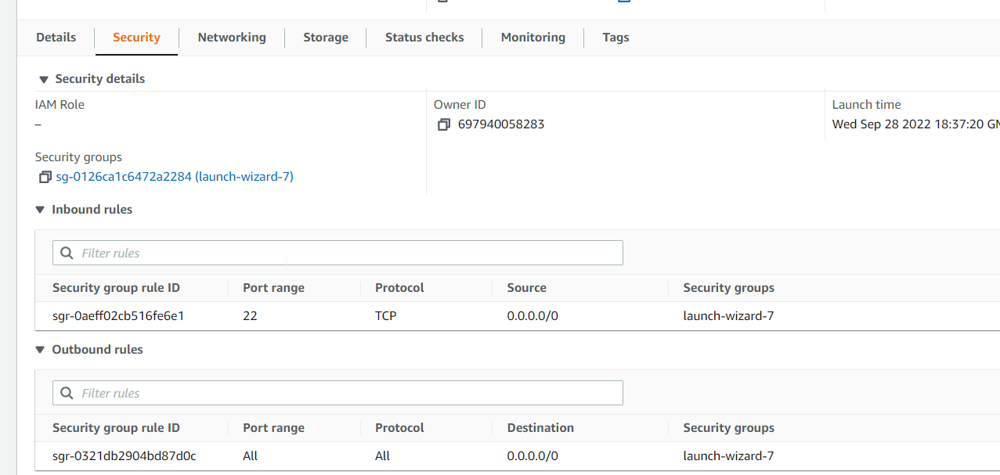 Details Security Networking Storage Status checks Monitoring Tags
Security details
IAM Role Owner ID Launch time
– 697940058283 Wed Sep 28 2022 18:37:20 GM
Security groups
sg-0126ca1c6472a2284 (launch-wizard-7)
Inbound rules
Filter rules
Security group rule ID Port range Protocol Source Security groups
sgr-0aeff02cb516fe6e1 22 TCP 0.0.0.0/0 launch-wizard-7
Outbound rules
Filter rules
Security group rule ID Port range Protocol Destination Security groups
sgr-0321db2904bd87d0c All All 0.0.0.0/0 launch-wizard-7